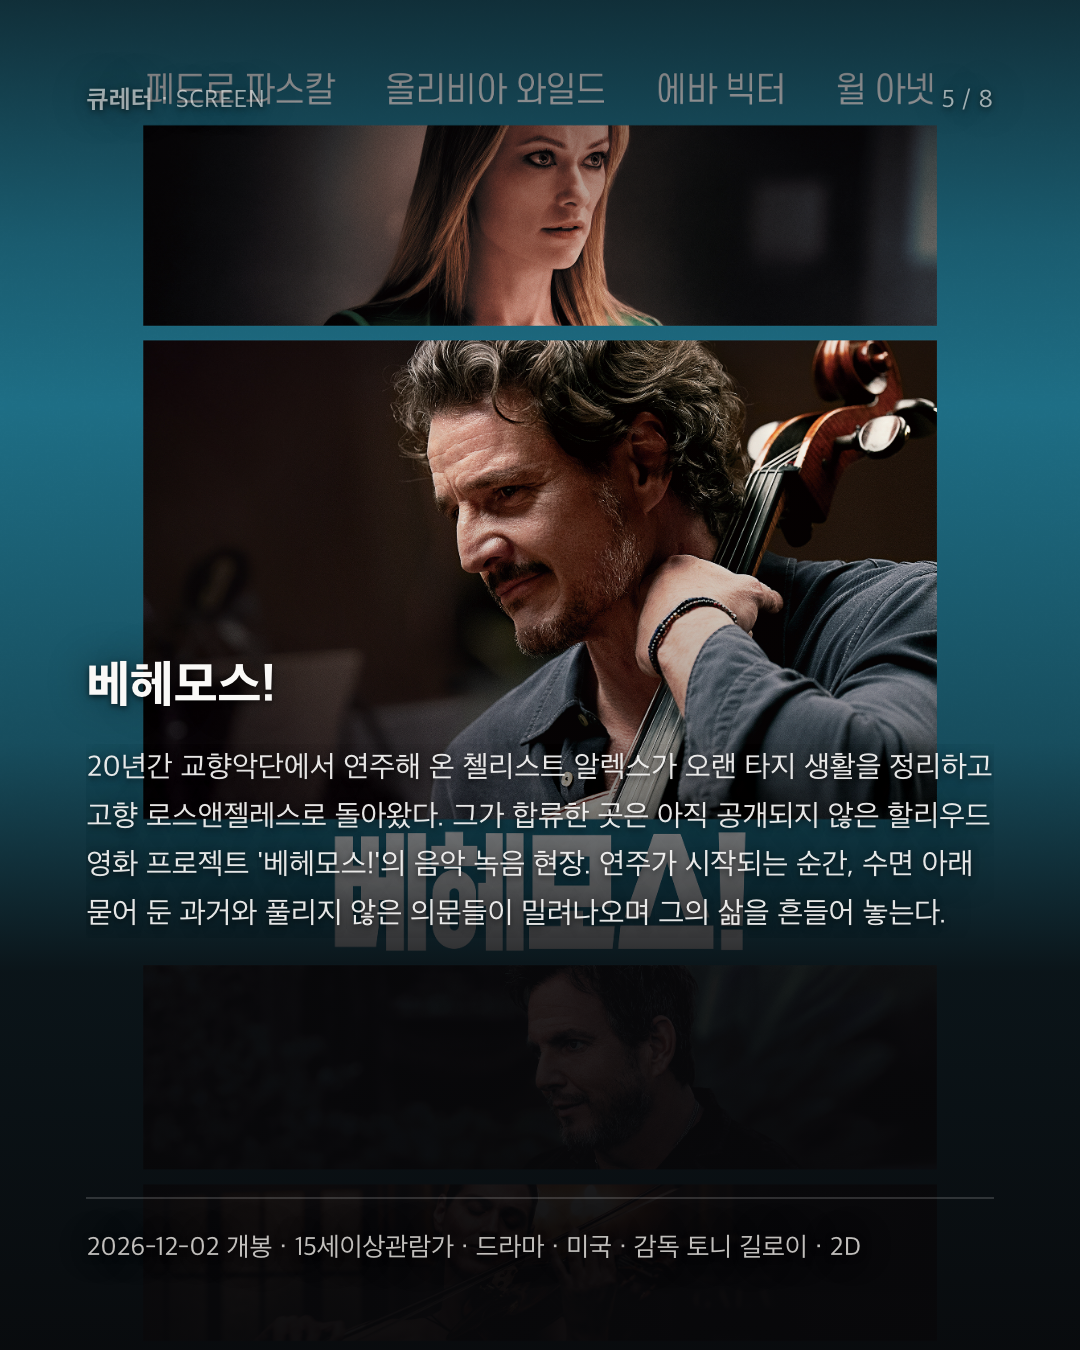 페드로 파스칼 올리비아 와일드 에바 빅터 윌 아넷
큐레터 · SCREEN 5 / 8
베헤모스!
20년간 교향악단에서 연주해 온 첼리스트 알렉스가 오랜 타지 생활을 정리하고
고향 로스앤젤레스로 돌아왔다. 그가 합류한 곳은 아직 공개되지 않은 할리우드
영화 프로젝트 '베헤모스!'의 음악 녹음 현장. 연주가 시작되는 순간, 수면 아래
묻어 둔 과거와 풀리지 않은 의문들이 밀려나오며 그의 삶을 흔들어 놓는다.
베헤모스!
2026-12-02 개봉 · 15세이상관람가 · 드라마 · 미국 · 감독 토니 길로이 · 2D